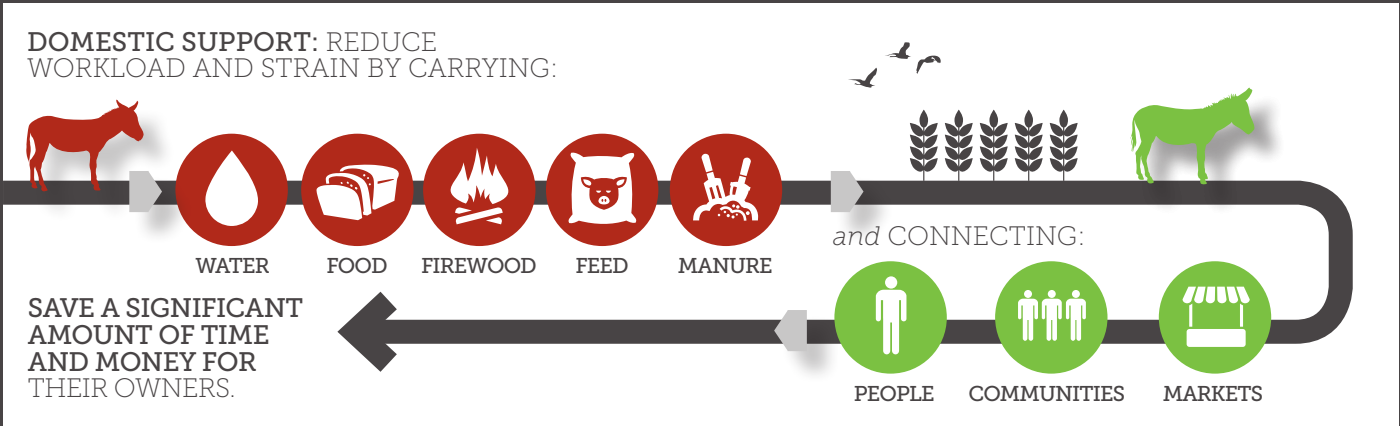 DOMESTIC SUPPORT: REDUCE
WORKLOAD AND STRAIN BY CARRYING:
WATER
FOOD
FIREWOOD
FEED
MANURE
and CONNECTING:
PEOPLE
COMMUNITIES
MARKETS
SAVE A SIGNIFICANT
AMOUNT OF TIME
AND MONEY FOR
THEIR OWNERS.